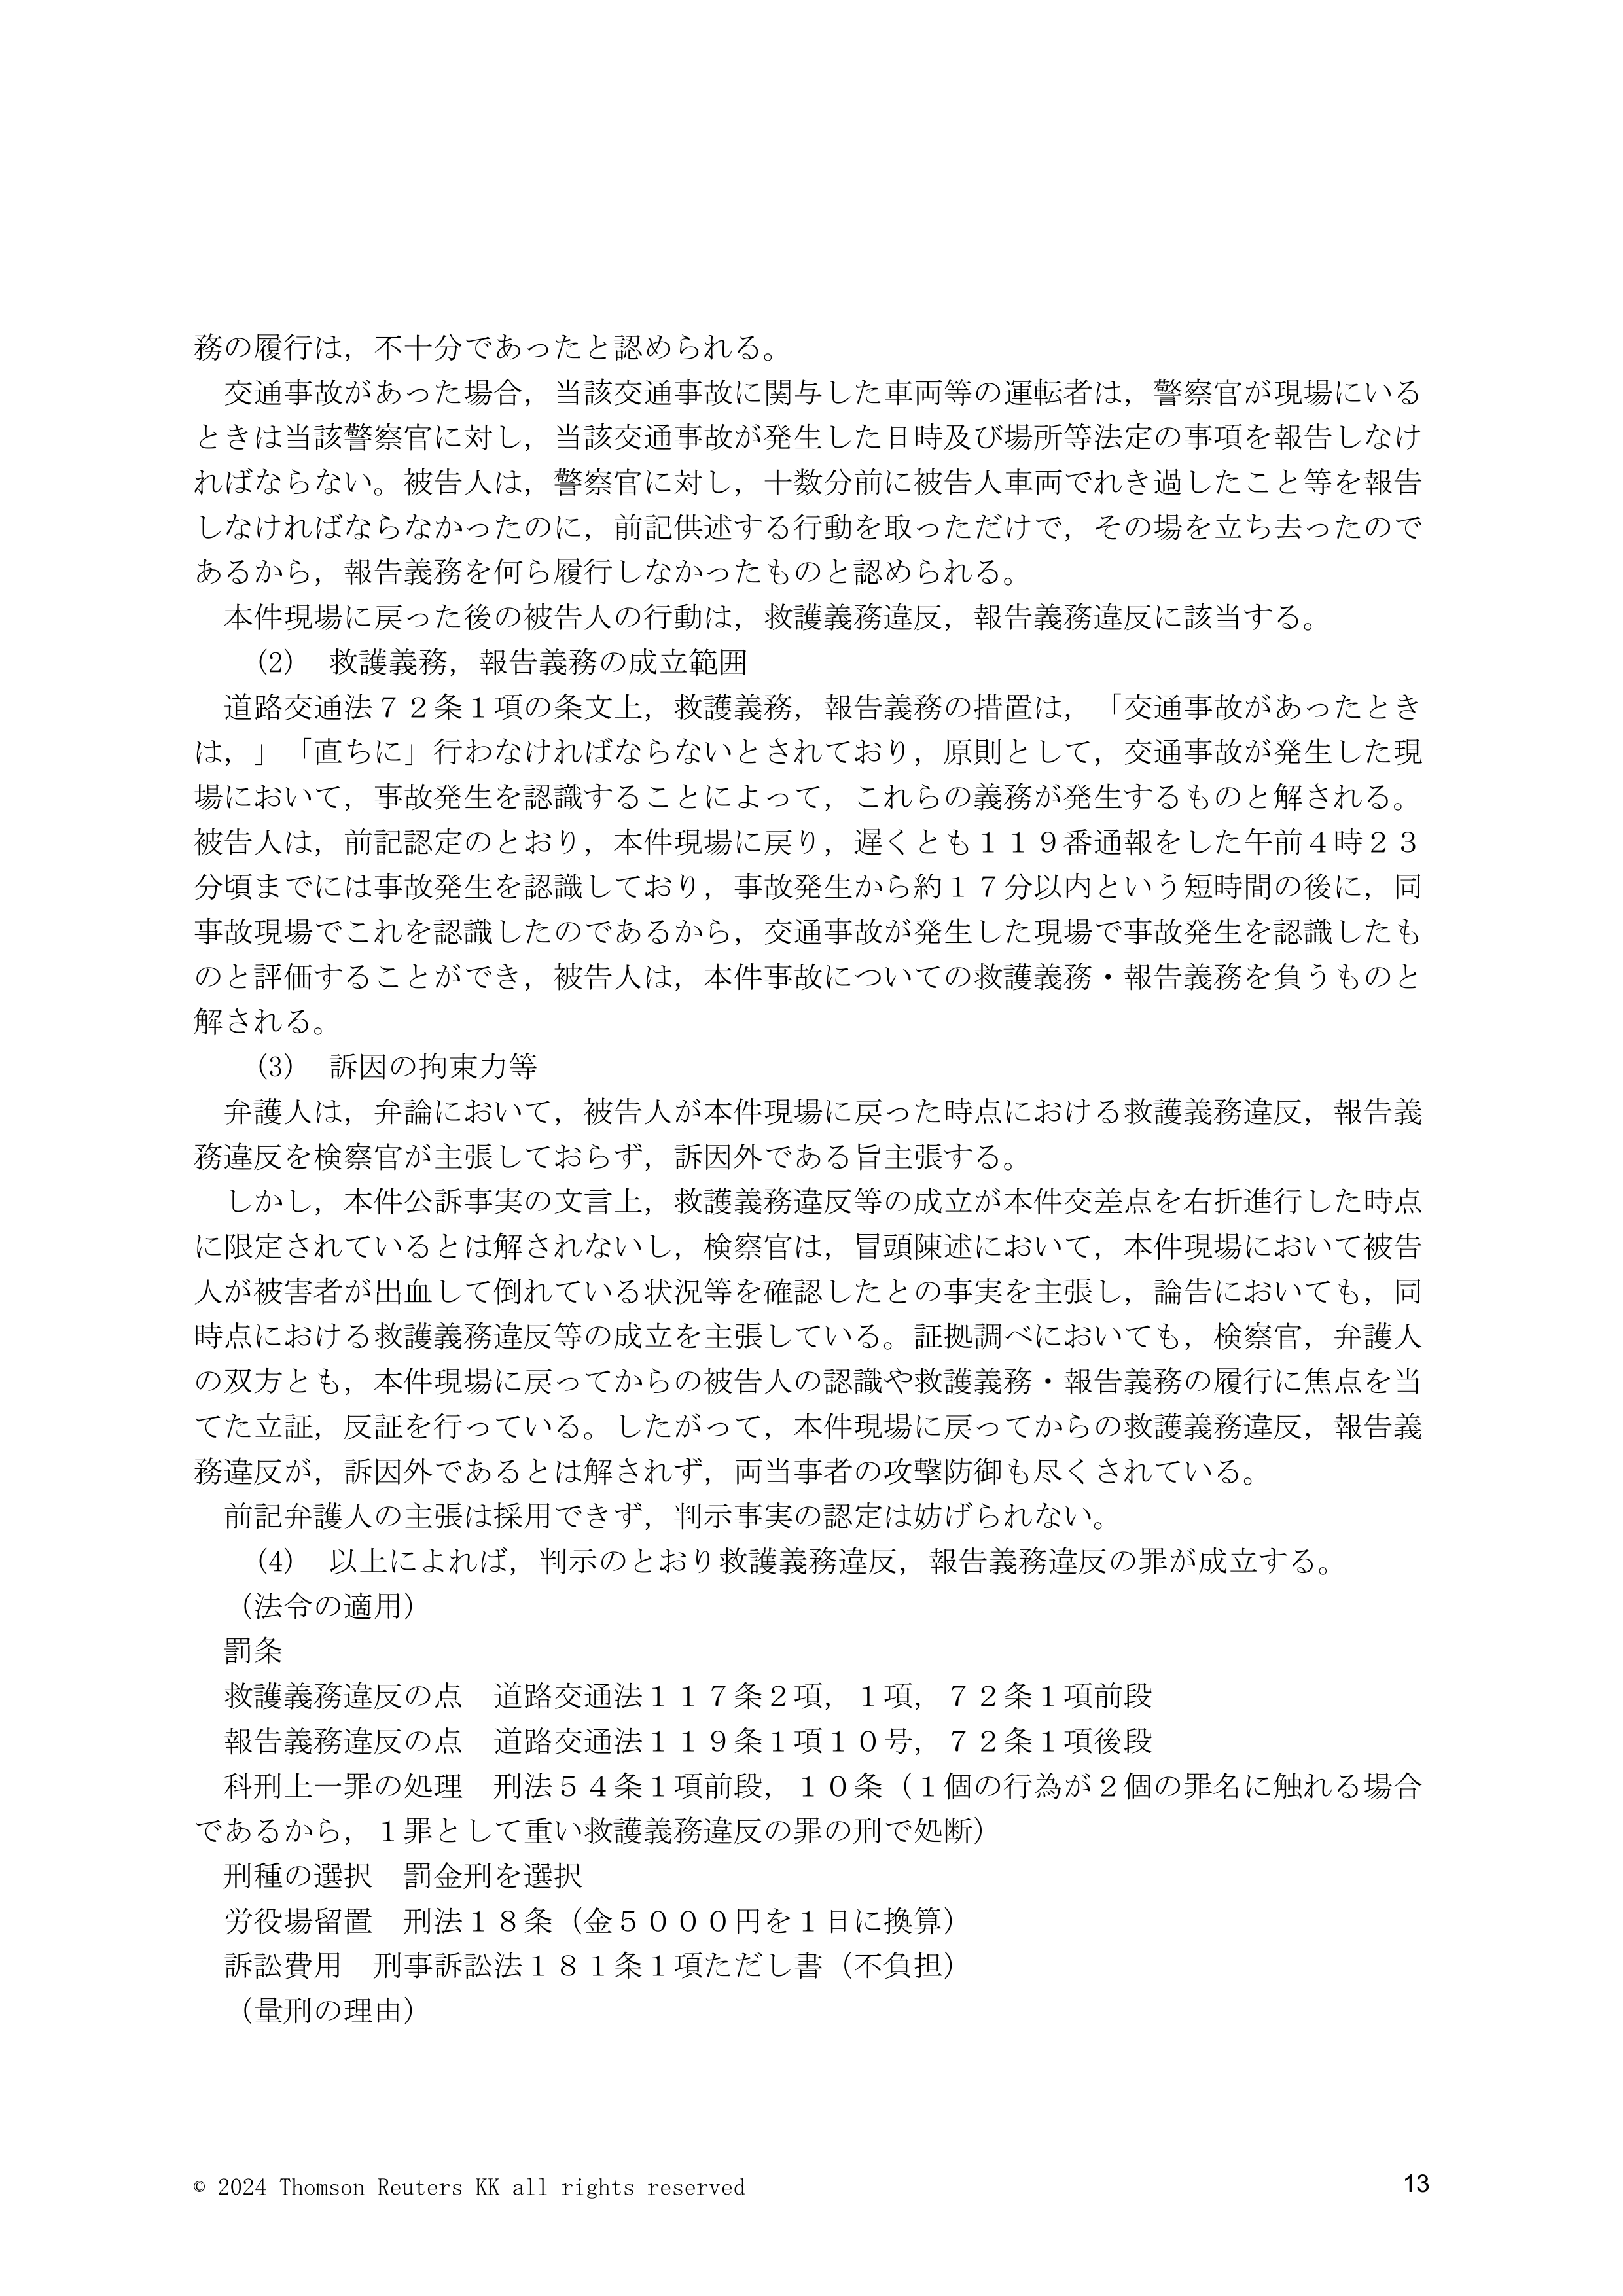 務の履行は，不十分であったと認められる。
　交通事故があった場合，当該交通事故に関与した車両等の運転者は，警察官が現場にいる
ときは当該警察官に対し，当該交通事故が発生した日時及び場所等法定の事項を報告しなけ
ればならない。被告人は，警察官に対し，十数分前に被告人車両でれき過したこと等を報告
しなければならなかったのに，前記供述する行動を取っただけで，その場を立ち去ったので
あるから，報告義務を何ら履行しなかったものと認められる。
　本件現場に戻った後の被告人の行動は，救護義務違反，報告義務違反に該当する。
　　(2)　救護義務，報告義務の成立範囲
　道路交通法７２条１項の条文上，救護義務，報告義務の措置は，「交通事故があったとき
は，」「直ちに」行わなければならないとされており，原則として，交通事故が発生した現
場において，事故発生を認識することによって，これらの義務が発生するものと解される。
被告人は，前記認定のとおり，本件現場に戻り，遅くとも１１９番通報をした午前４時２３
分頃までには事故発生を認識しており，事故発生から約１７分以内という短時間の後に，同
事故現場でこれを認識したのであるから，交通事故が発生した現場で事故発生を認識したも
のと評価することができ，被告人は，本件事故についての救護義務・報告義務を負うものと
解される。
　　(3)　訴因の拘束力等
　弁護人は，弁論において，被告人が本件現場に戻った時点における救護義務違反，報告義
務違反を検察官が主張しておらず，訴因外である旨主張する。
　しかし，本件公訴事実の文言上，救護義務違反等の成立が本件交差点を右折進行した時点
に限定されているとは解されないし，検察官は，冒頭陳述において，本件現場において被告
人が被害者が出血して倒れている状況等を確認したとの事実を主張し，論告においても，同
時点における救護義務違反等の成立を主張している。証拠調べにおいても，検察官，弁護人
の双方とも，本件現場に戻ってからの被告人の認識や救護義務・報告義務の履行に焦点を当
てた立証，反証を行っている。したがって，本件現場に戻ってからの救護義務違反，報告義
務違反が，訴因外であるとは解されず，両当事者の攻撃防御も尽くされている。
　前記弁護人の主張は採用できず，判示事実の認定は妨げられない。
　　(4)　以上によれば，判示のとおり救護義務違反，報告義務違反の罪が成立する。
　（法令の適用）
　罰条
　救護義務違反の点　道路交通法１１７条２項，１項，７２条１項前段
　報告義務違反の点　道路交通法１１９条１項１０号，７２条１項後段
　科刑上一罪の処理　刑法５４条１項前段，１０条（１個の行為が２個の罪名に触れる場合
であるから，１罪として重い救護義務違反の罪の刑で処断）
　刑種の選択　罰金刑を選択
　労役場留置　刑法１８条（金５０００円を１日に換算）
　訴訟費用　刑事訴訟法１８１条１項ただし書（不負担）
　（量刑の理由）
© 2024 Thomson Reuters KK all rights reserved
13